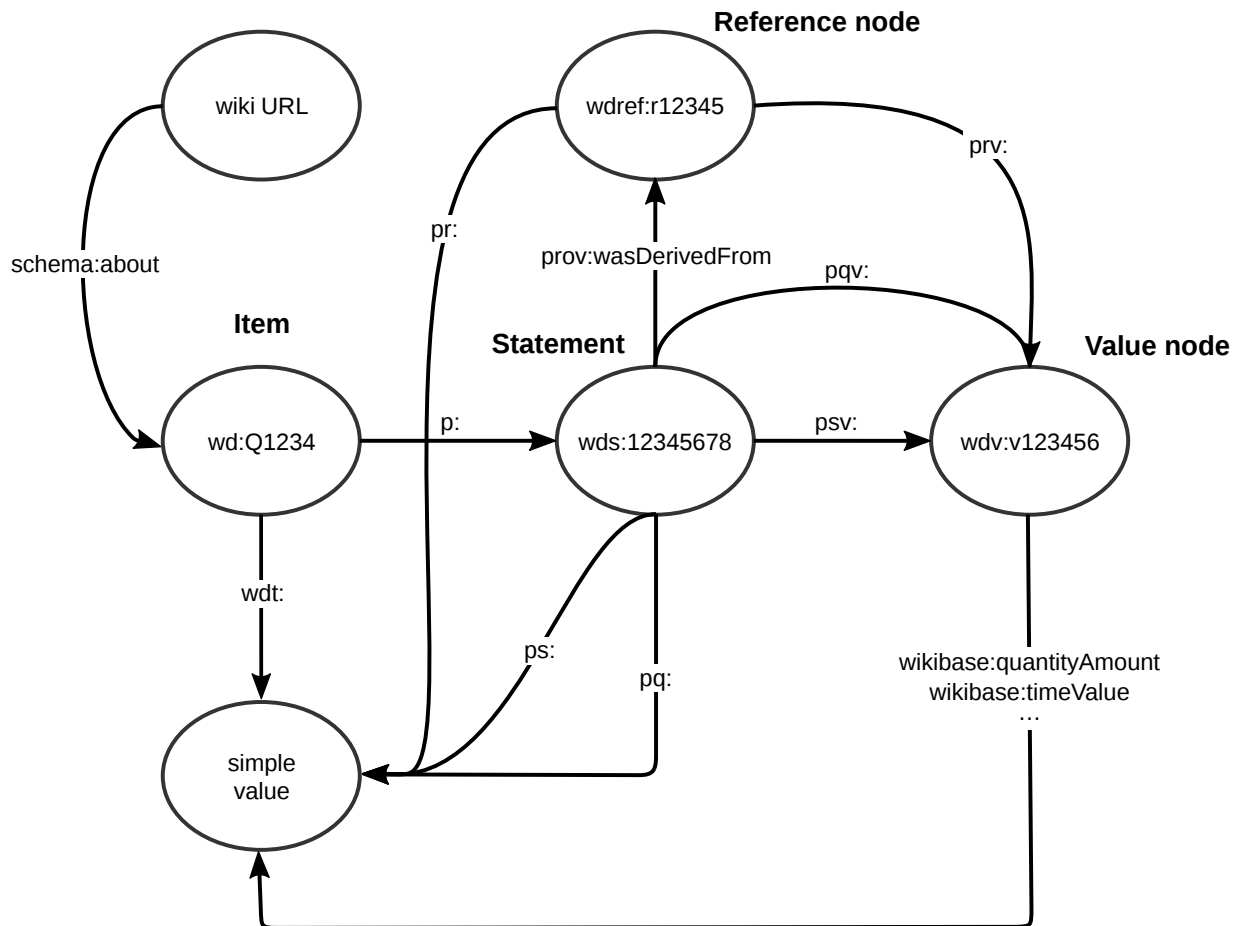 Reference node
wiki URL
wdref:r12345
prv:
pr:
schema:about
prov:wasDerivedFrom
pqv:
Item
Statement
Value node
wd:Q1234
p:
wds:12345678
psv:
wdv:v123456
wdt:
ps:
pq:
wikibase:quantityAmount
wikibase:timeValue
...
simple
value